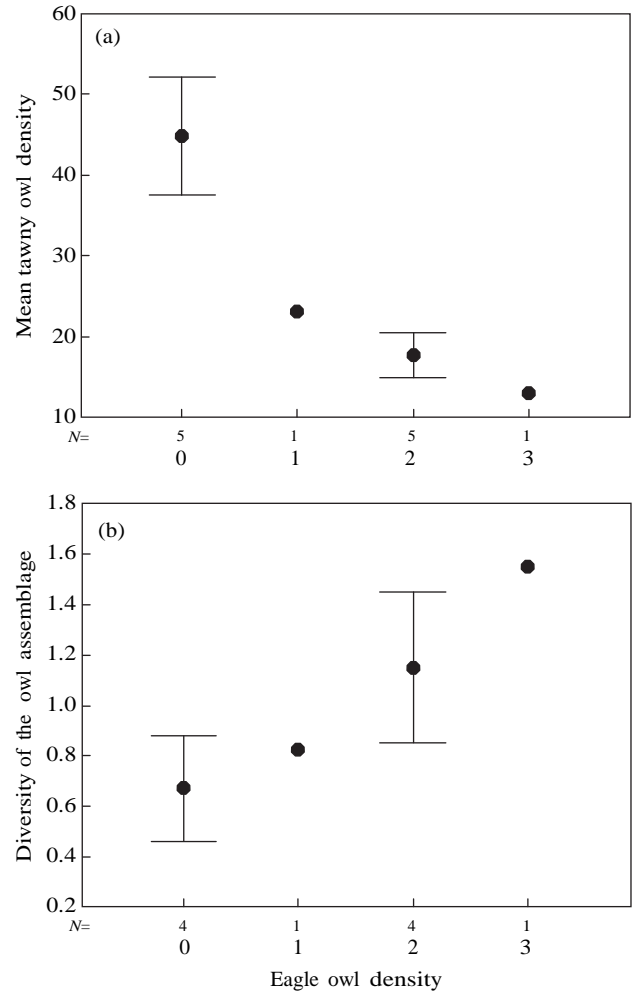 60
(a)
50
40
30
20
10
Mean tawny owl density
N= 5 1 5 1
0 1 2 3
1.8
(b)
1.6
1.4
1.2
1.0
0.8
0.6
0.4
0.2
Diversity of the owl assemblage
N= 4 1 4 1
0 1 2 3
Eagle owl density